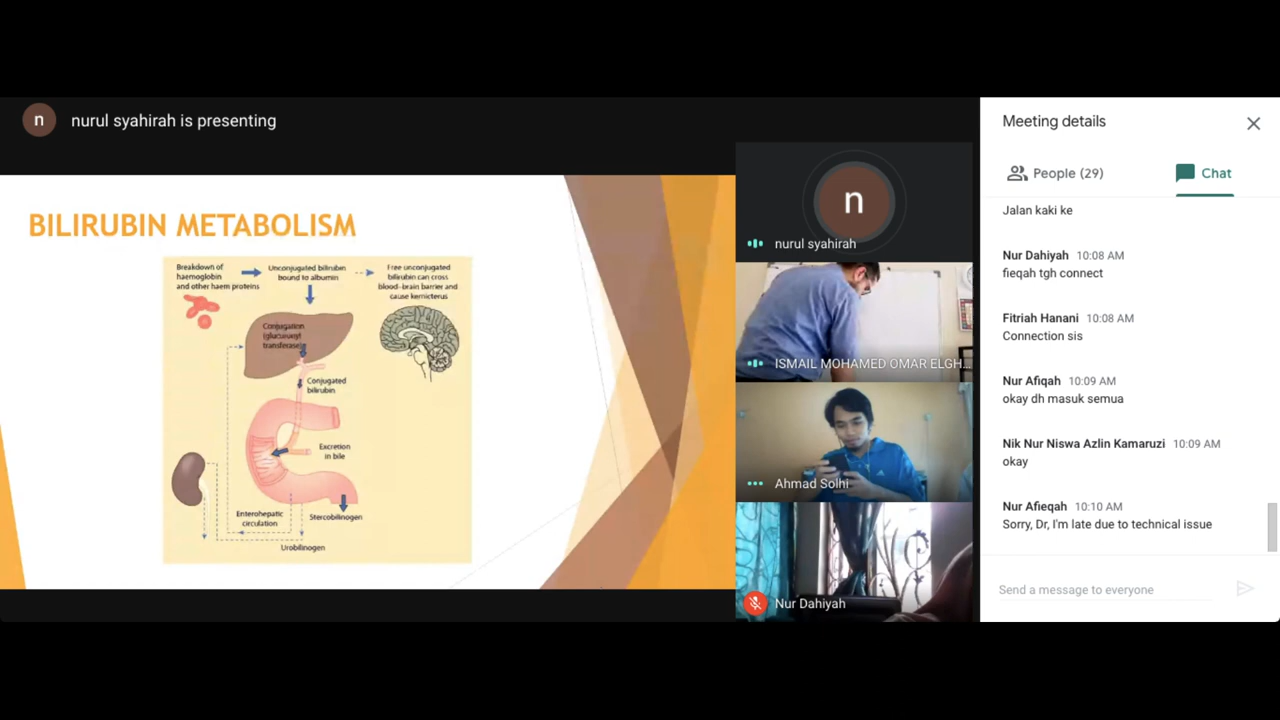 n
nurul syahirah is presenting
BILIRUBIN METABOLISM
Breakdown of
haemoglobin
and other haem proteins
Unconjugated bilirubin
bound to albumin
Free unconjugated
bilirubin can cross
blood–brain barrier and
cause kernicterus
Conjugation
(glucuronyl
transferase)
Conjugated
bilirubin
Excretion
in bile
Enterohepatic
circulation
Stercobilinogen
Urobilinogen
n
nurul syahirah
ISMAIL MOHAMED OMAR ELGH...
Ahmad Solhi
Nur Dahiyah
Meeting details
People (29)
Chat
Jalan kaki ke
Nur Dahiyah 10:08 AM
fieqah tgh connect
Fitriah Hanani 10:08 AM
Connection sis
Nur Afiqah 10:09 AM
okay dh masuk semua
Nik Nur Niswa Azlin Kamaruzi 10:09 AM
okay
Nur Afieqah 10:10 AM
Sorry, Dr, I'm late due to technical issue
Send a message to everyone